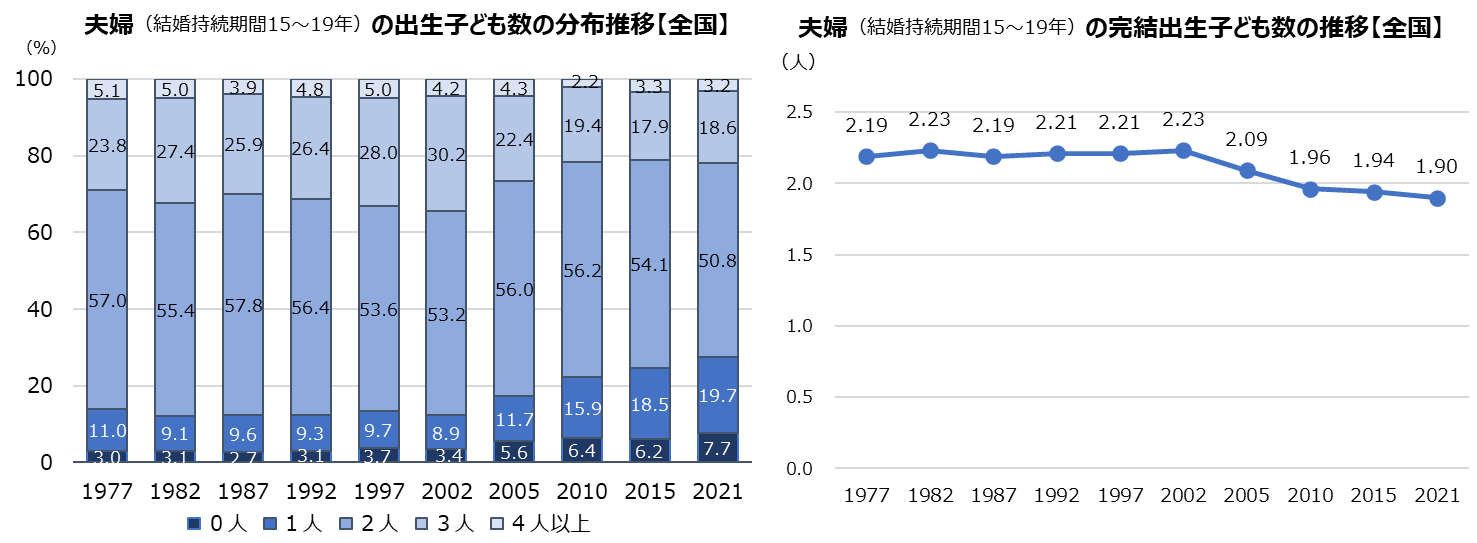 夫婦（結婚持続期間15～19年）の出生子ども数の分布推移【全国】
（%）
100
80
60
40
20
0
5.1 5.0 3.9 4.8 5.0 4.2 4.3 2.2 3.3 3.2
23.8 27.4 25.9 26.4 28.0 30.2 22.4 19.4 17.9 18.6
57.0 55.4 57.8 56.4 53.6 53.2 56.0 56.2 54.1 50.8
11.0 9.1 9.6 9.3 9.7 8.9 11.7 15.9 18.5 19.7
3.0 3.1 2.7 3.1 3.7 3.4 5.6 6.4 6.2 7.7
1977 1982 1987 1992 1997 2002 2005 2010 2015 2021
０人 １人 ２人 ３人 ４人以上
夫婦（結婚持続期間15～19年）の完結出生子ども数の推移【全国】
（人）
2.5
2.0
1.5
1.0
0.5
0.0
2.19 2.23 2.19 2.21 2.21 2.23 2.09 1.96 1.94 1.90
1977 1982 1987 1992 1997 2002 2005 2010 2015 2021